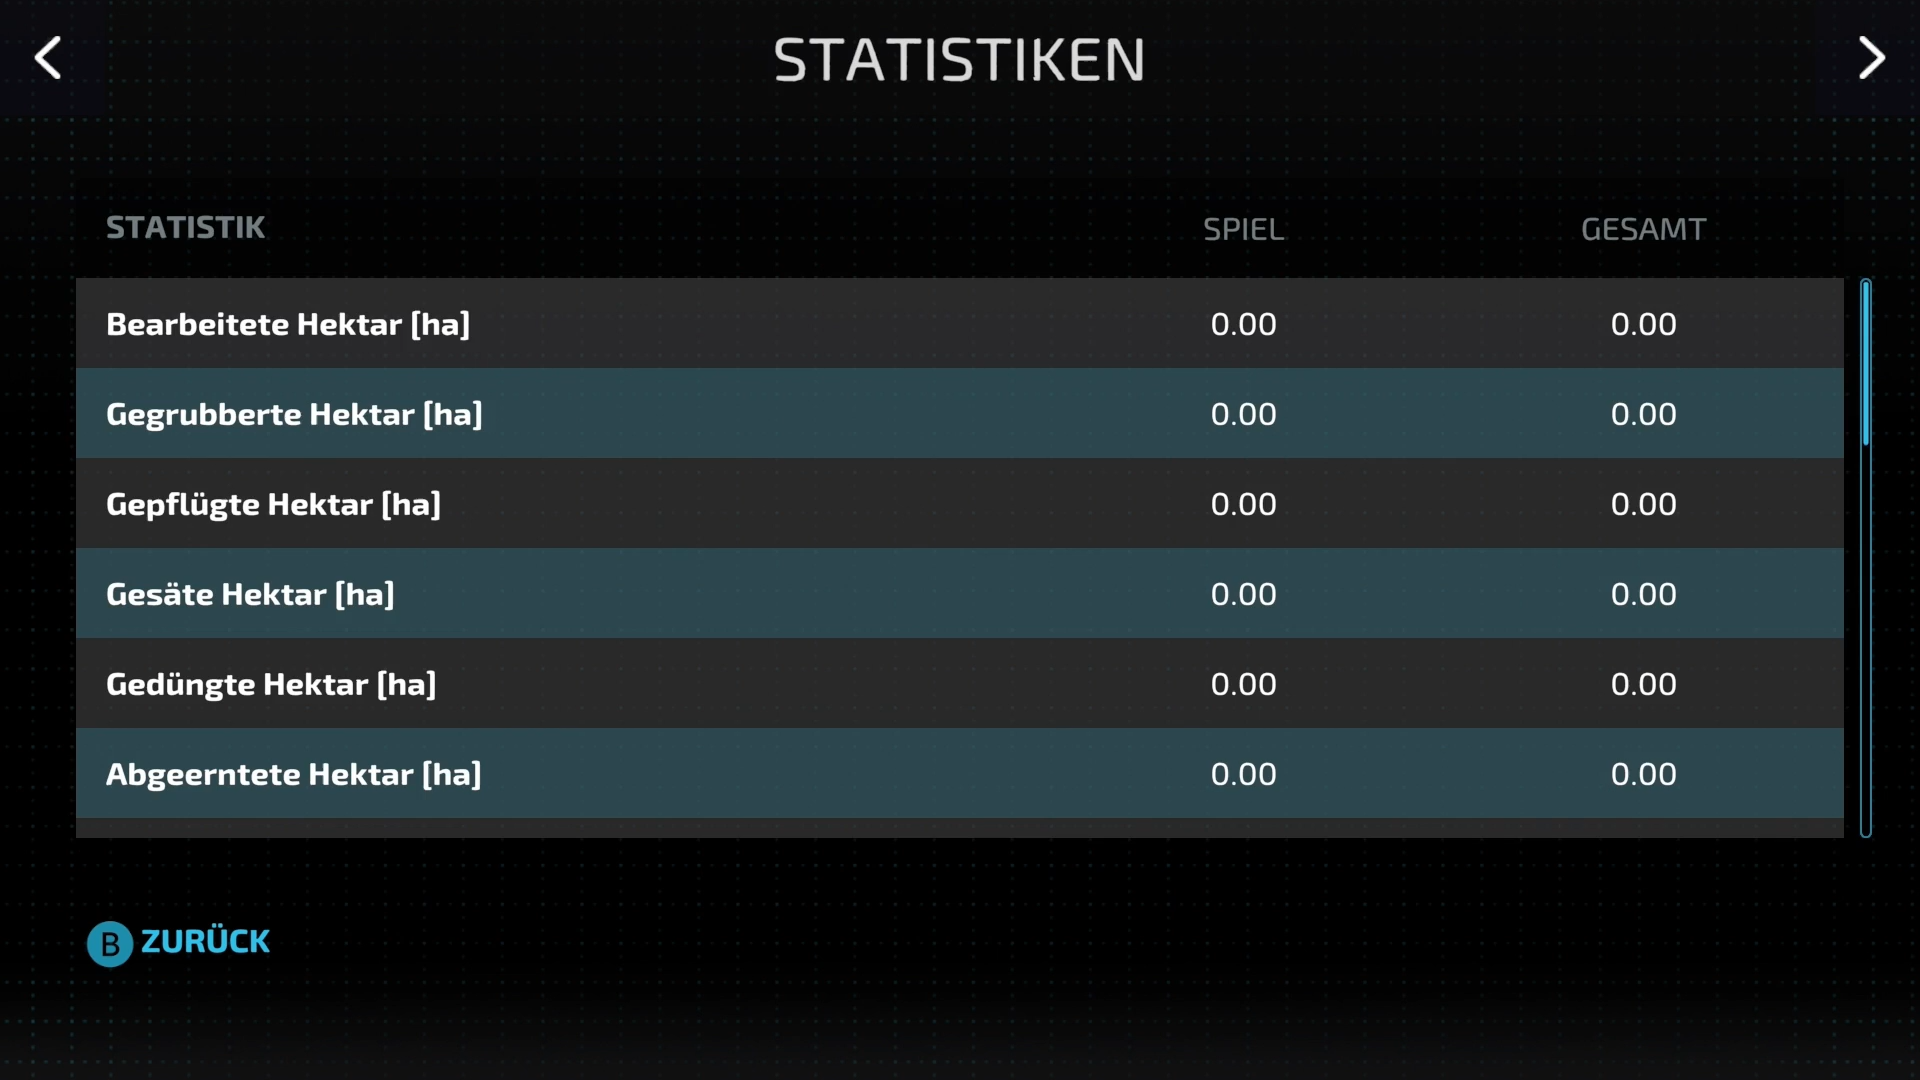 STATISTIKEN
STATISTIK SPIEL GESAMT
Bearbeitete Hektar [ha] 0.00 0.00
Gegrubberte Hektar [ha] 0.00 0.00
Gepflügte Hektar [ha] 0.00 0.00
Gesäte Hektar [ha] 0.00 0.00
Gedüngte Hektar [ha] 0.00 0.00
Abgeerntete Hektar [ha] 0.00 0.00
B ZURÜCK